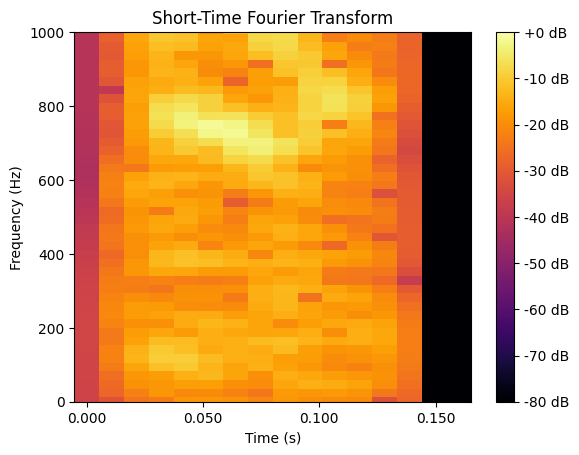 Short-Time Fourier Transform
1000
800
600
400
200
0
Frequency (Hz)
0.000
0.050
0.100
0.150
Time (s)
+0 dB
-10 dB
-20 dB
-30 dB
-40 dB
-50 dB
-60 dB
-70 dB
-80 dB